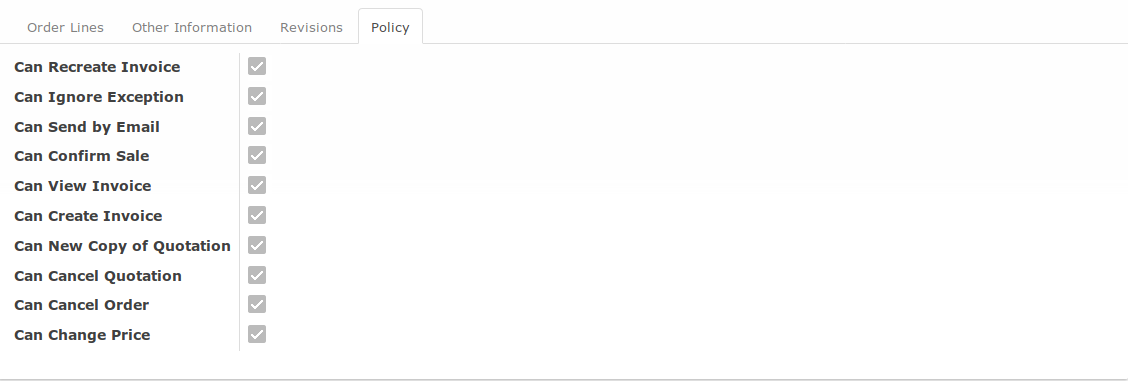 Order Lines Other Information Revisions Policy
Can Recreate Invoice
Can Ignore Exception
Can Send by Email
Can Confirm Sale
Can View Invoice
Can Create Invoice
Can New Copy of Quotation
Can Cancel Quotation
Can Cancel Order
Can Change Price